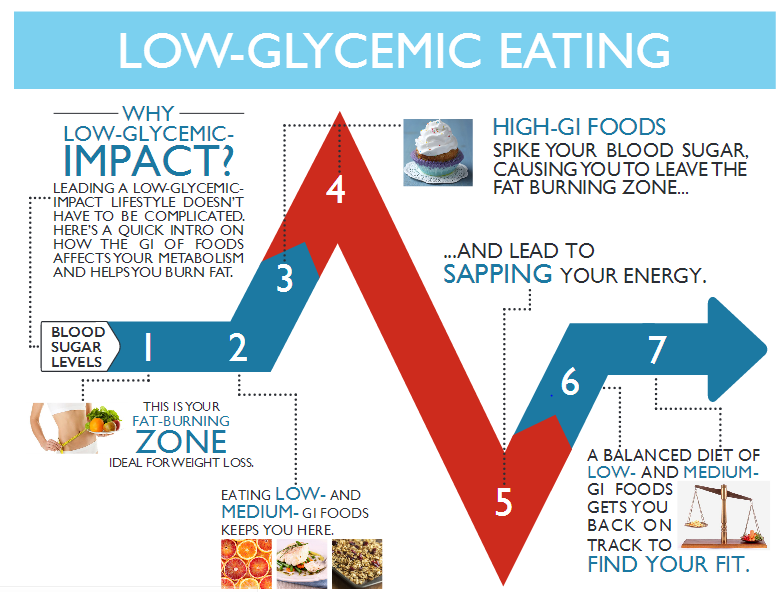 LOW-GLYCEMIC EATING
WHY
LOW-GLYCEMIC-
IMPACT?
LEADING A LOW-GLYCEMIC-
IMPACT LIFESTYLE DOESN'T
HAVE TO BE COMPLICATED.
HERE'S A QUICK INTRO ON
HOW THE GI OF FOODS
AFFECTS YOUR METABOLISM
AND HELPS YOU BURN FAT.
HIGH-GI FOODS
SPIKE YOUR BLOOD SUGAR,
CAUSING YOU TO LEAVE THE
FAT BURNING ZONE...
...AND LEAD TO
SAPPING YOUR ENERGY.
BLOOD
SUGAR
LEVELS
1
2
3
4
5
6
7
THIS IS YOUR
FAT-BURNING
ZONE
IDEAL FOR WEIGHT LOSS.
EATING LOW- AND
MEDIUM- GI FOODS
KEEPS YOU HERE.
A BALANCED DIET OF
LOW- AND MEDIUM-
GI FOODS
GETS YOU
BACK ON
TRACK TO
FIND YOUR FIT.